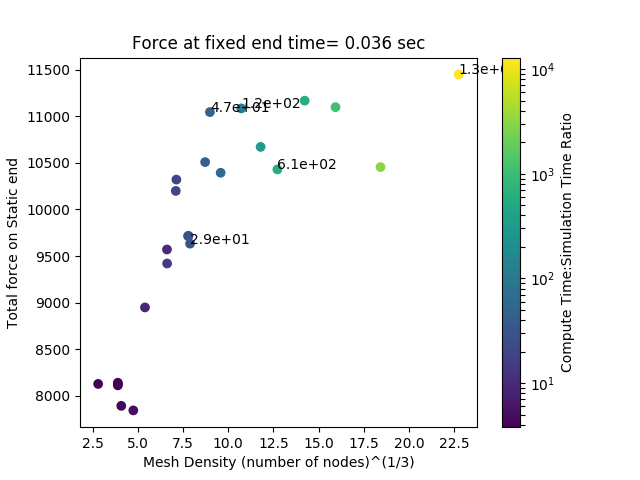 Force at fixed end time= 0.036 sec
Total force on Static end
11500
11000
10500
10000
9500
9000
8500
8000
1.3e+0
4.7e+01
1.2e+02
6.1e+02
2.9e+01
2.5
5.0
7.5
10.0
12.5
15.0
17.5
20.0
22.5
Mesh Density (number of nodes)^(1/3)
10^4
10^3
10^2
10^1
Compute Time:Simulation Time Ratio